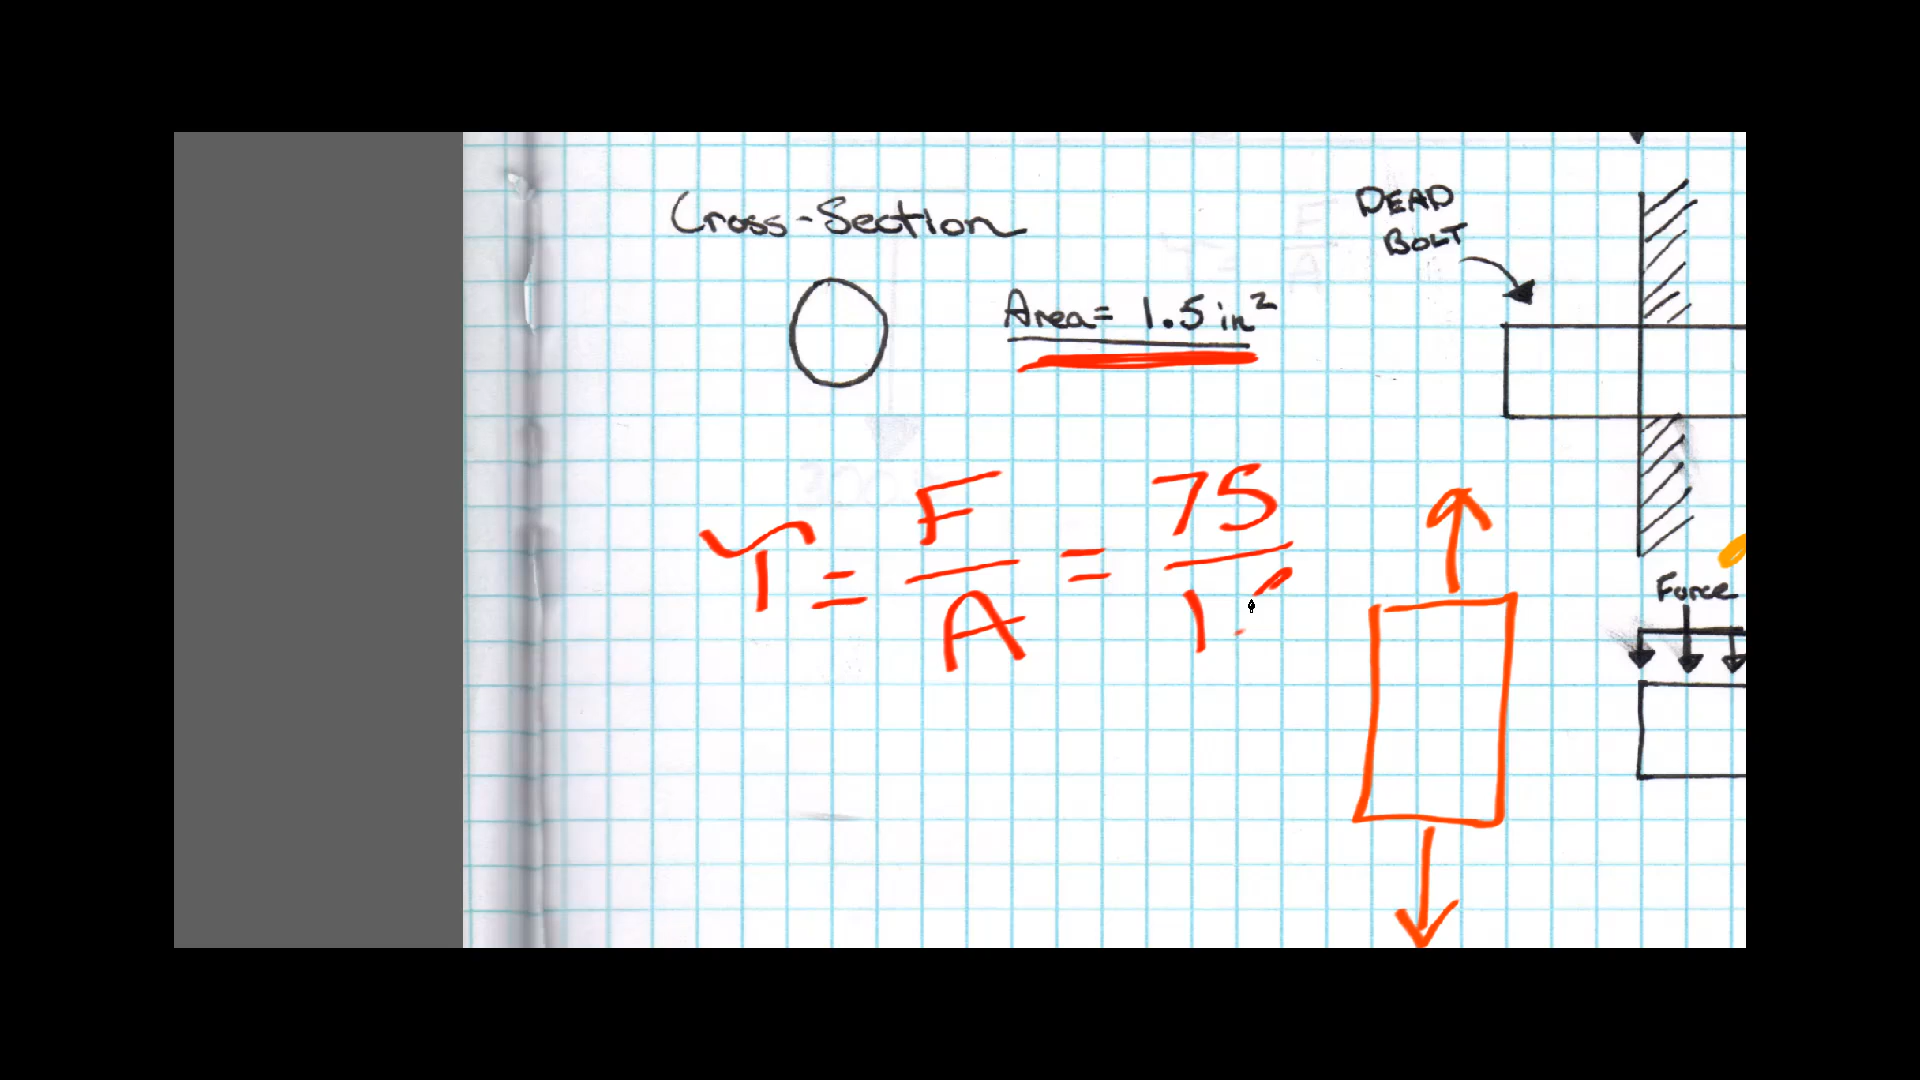 Cross-Section
DEAD
BOLT
Area = 1.5 in²
τ = F/A = 75/1.
Force